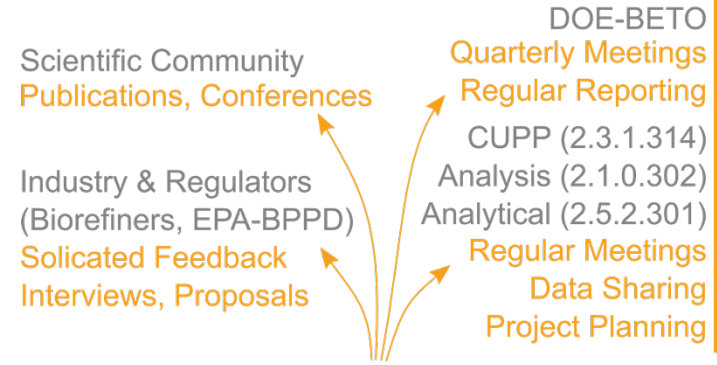 Scientific Community
Publications, Conferences
Industry & Regulators
(Biorefiners, EPA-BPPD)
Solicated Feedback
Interviews, Proposals
DOE-BETO
Quarterly Meetings
Regular Reporting
CUPP (2.3.1.314)
Analysis (2.1.0.302)
Analytical (2.5.2.301)
Regular Meetings
Data Sharing
Project Planning